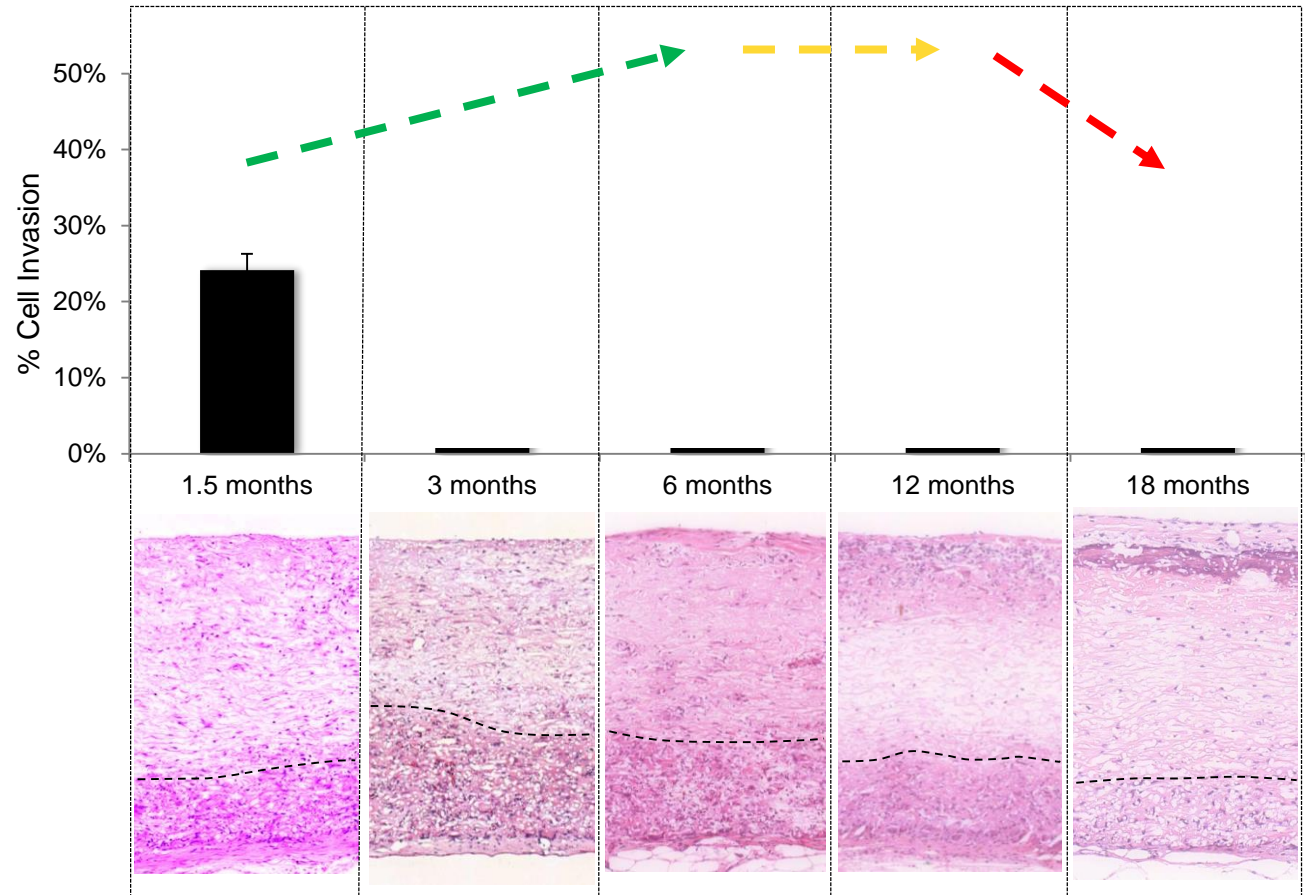 50%
40%
30%
20%
10%
0%
% Cell Invasion
1.5 months
3 months
6 months
12 months
18 months